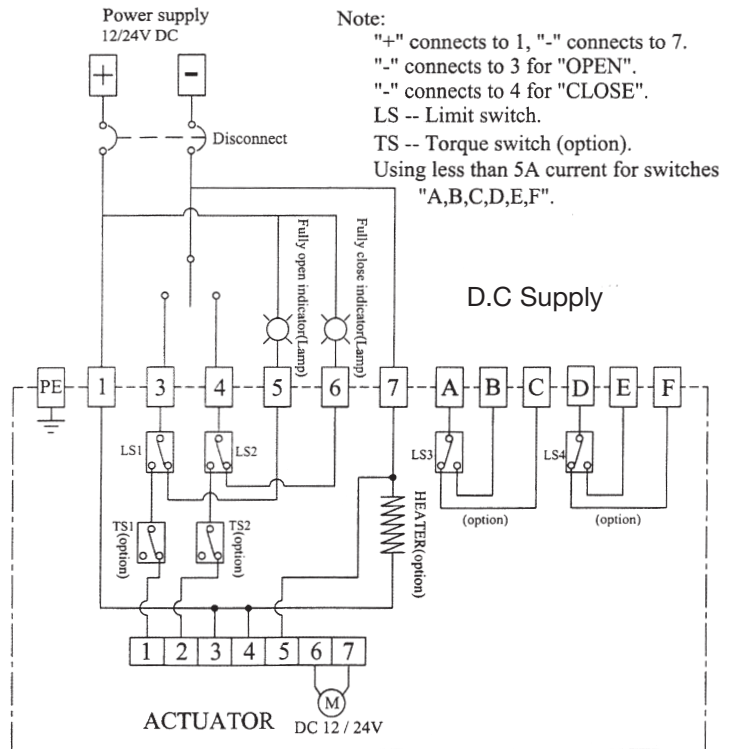 Power supply
12/24V DC
+
-
Disconnect
Note:
"+" connects to 1, "-" connects to 7.
"-" connects to 3 for "OPEN".
"-" connects to 4 for "CLOSE".
LS -- Limit switch.
TS -- Torque switch (option).
Using less than 5A current for switches
"A,B,C,D,E,F".
Fully open indicator(Lamp)
Fully close indicator(Lamp)
D.C Supply
PE 1 3 4 5 6 7 A B C D E F
LS1 LS2 LS3 LS4
(option) (option)
TS1
(option)
TS2
(option)
HEATER(option)
1 2 3 4 5 6 7
M
ACTUATOR
DC 12 / 24V